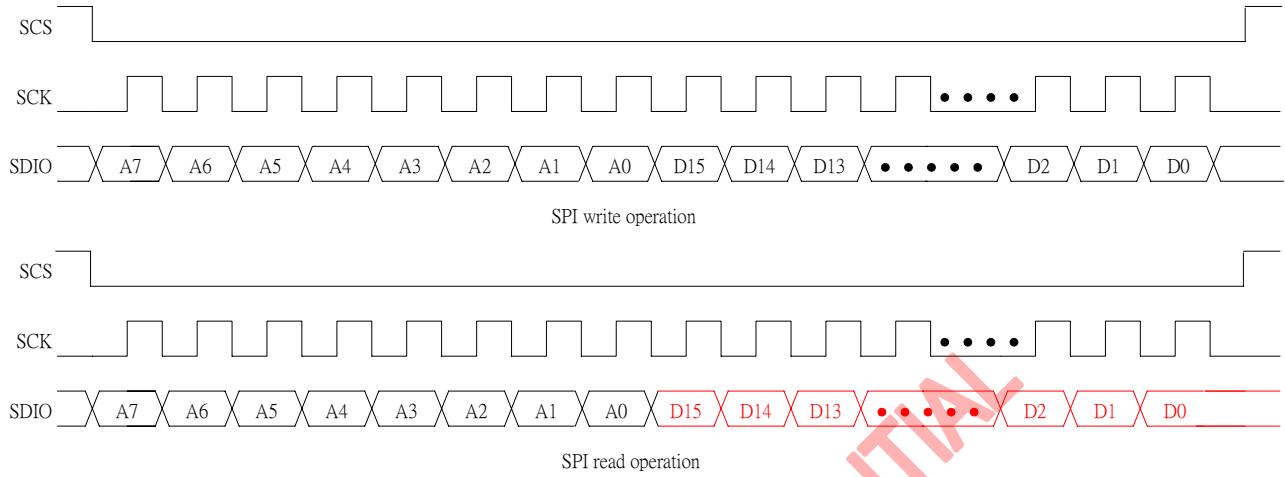 SCS
SCK
SDIO A7 A6 A5 A4 A3 A2 A1 A0 D15 D14 D13 D2 D1 D0
SPI write operation
SCS
SCK
SDIO A7 A6 A5 A4 A3 A2 A1 A0 D15 D14 D13 D2 D1 D0
SPI read operation
NTIAL